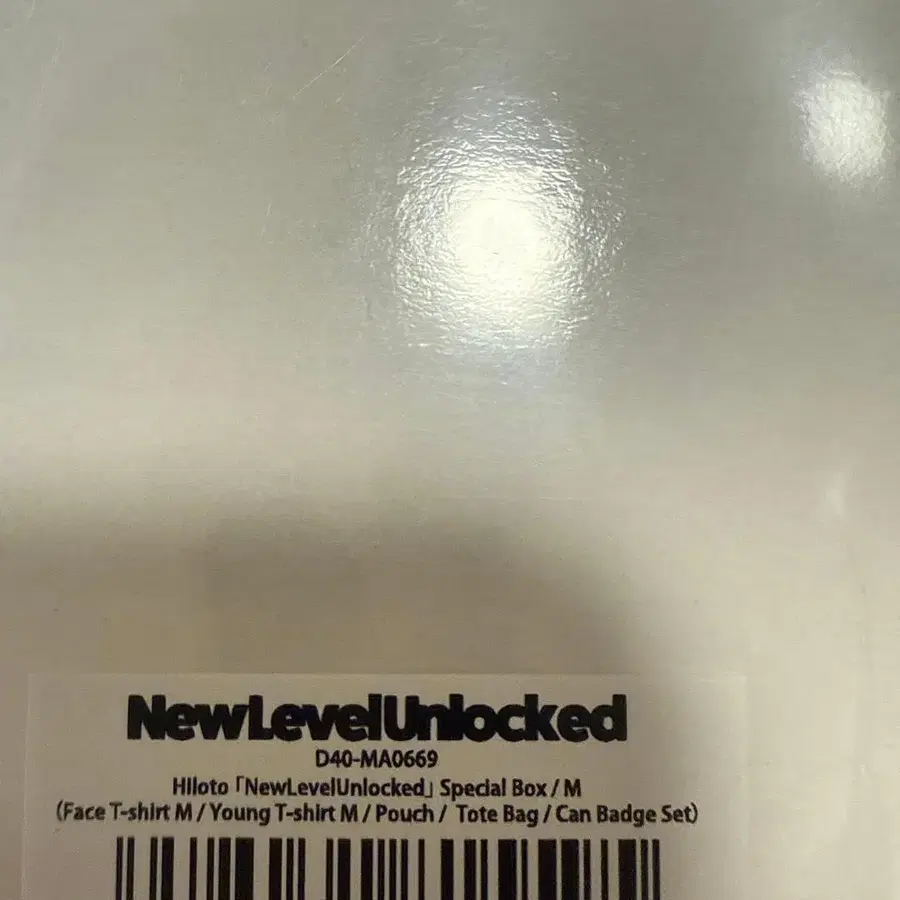 NewLevelUnlocked
D40-MA0669
Hiloto「NewLevelUnlocked」Special Box / M
(Face T-shirt M / Young T-shirt M / Pouch / Tote Bag / Can Badge Set)